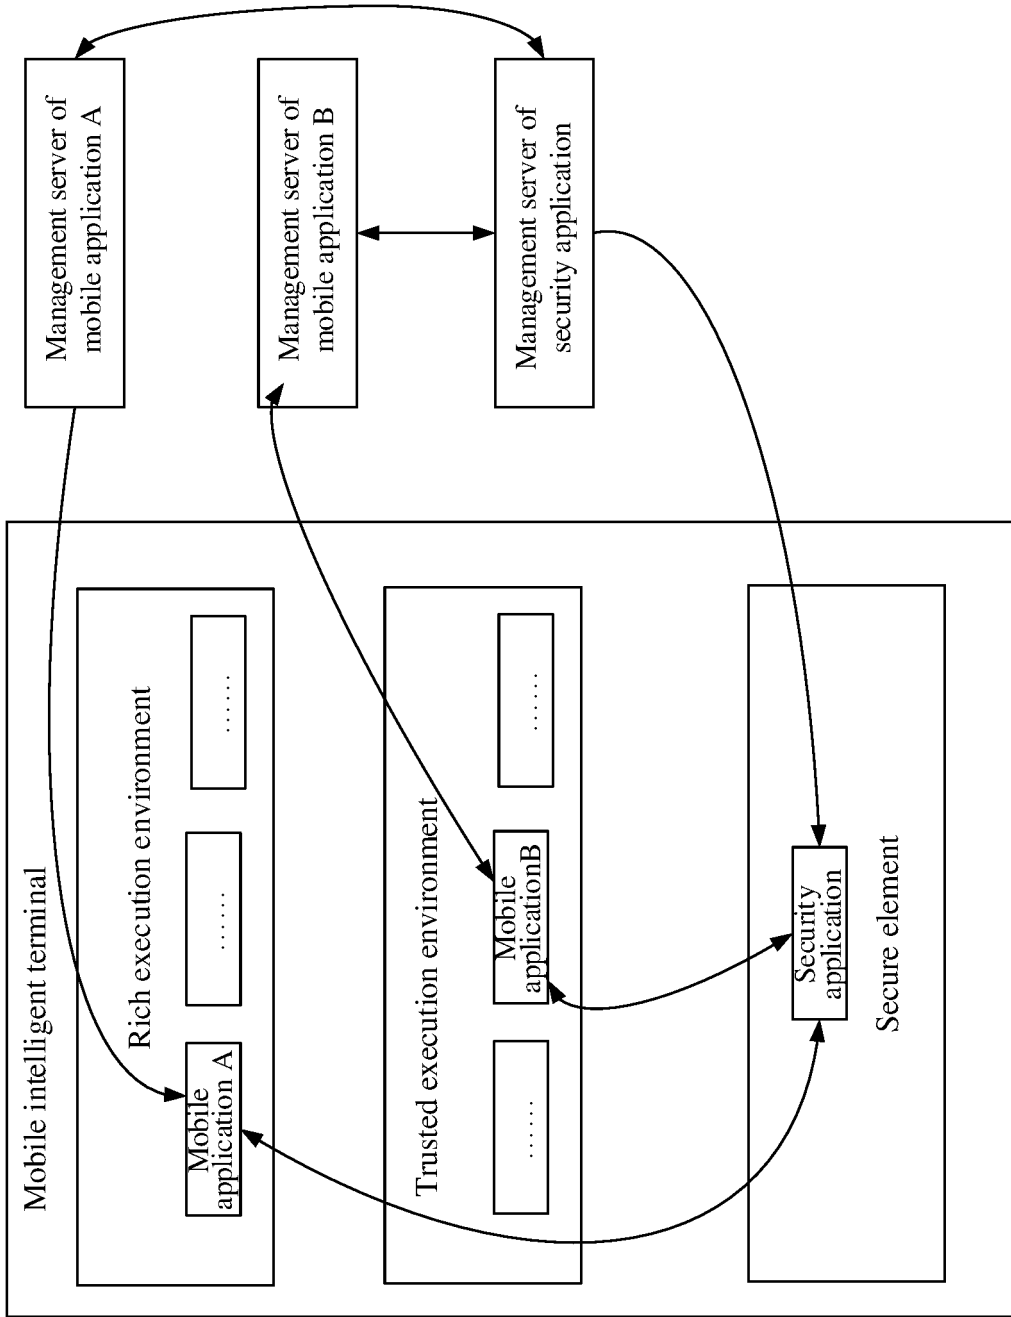 Mobile intelligent terminal
Rich execution environment
Mobile
application A
......
......
Trusted execution environment
......
Mobile
applicationB
......
Security
application
Secure element
Management server of
mobile application A
Management server of
mobile application B
Management server of
security application